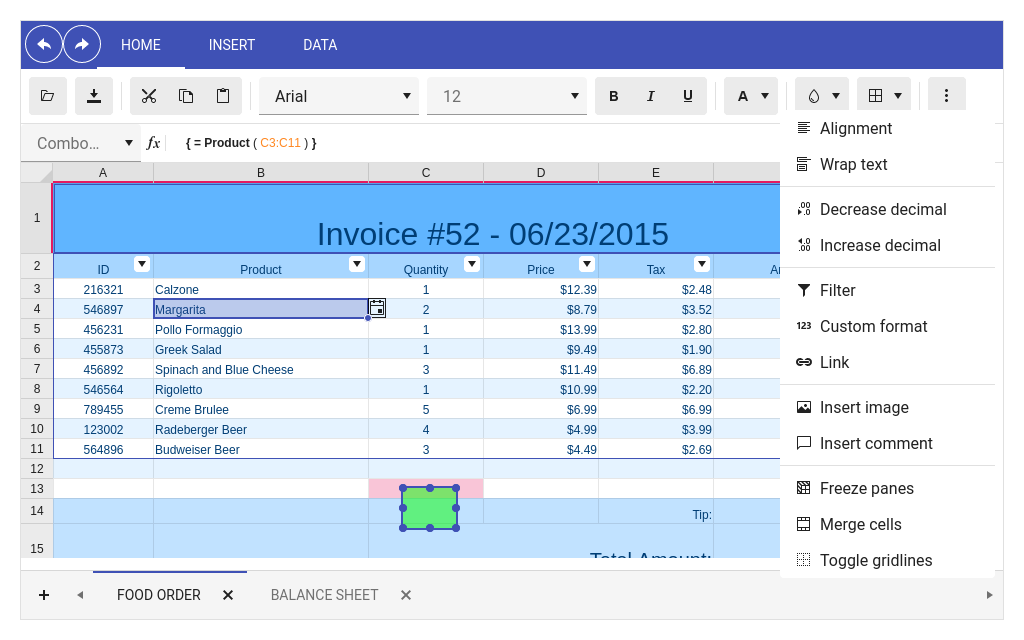 HOME INSERT DATA
Arial 12 B I U A
Combo... fx { = Product ( C3:C11 ) }
Alignment
Wrap text
Decrease decimal
Increase decimal
Filter
123 Custom format
Link
Insert image
Insert comment
Freeze panes
Merge cells
Toggle gridlines
A B C D E
1 Invoice #52 - 06/23/2015
2 ID Product Quantity Price Tax
3 216321 Calzone 1 $12.39 $2.48
4 546897 Margarita 2 $8.79 $3.52
5 456231 Pollo Formaggio 1 $13.99 $2.80
6 455873 Greek Salad 1 $9.49 $1.90
7 456892 Spinach and Blue Cheese 3 $11.49 $6.89
8 546564 Rigoletto 1 $10.99 $2.20
9 789455 Creme Brulee 5 $6.99 $6.99
10 123002 Radeberger Beer 4 $4.99 $3.99
11 564896 Budweiser Beer 3 $4.49 $2.69
12
13
14 Tip:
15 Total Amount:
+ FOOD ORDER BALANCE SHEET